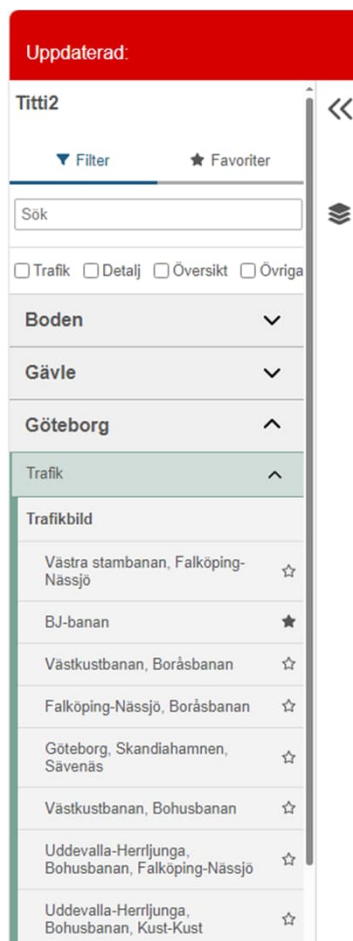 Uppdaterad:
Titti2
Filter
Favoriter
Sök
Trafik Detalj Översikt Övriga
Boden
Gävle
Göteborg
Trafik
Trafikbild
Västra stambanan, Falköping-
Nässjö
BJ-banan
Västkustbanan, Boråsbanan
Falköping-Nässjö, Boråsbanan
Göteborg, Skandiahamnen,
Sävenäs
Västkustbanan, Bohusbanan
Uddevalla-Herrljunga,
Bohusbanan, Falköping-Nässjö
Uddevalla-Herrljunga,
Bohusbanan, Kust-Kust